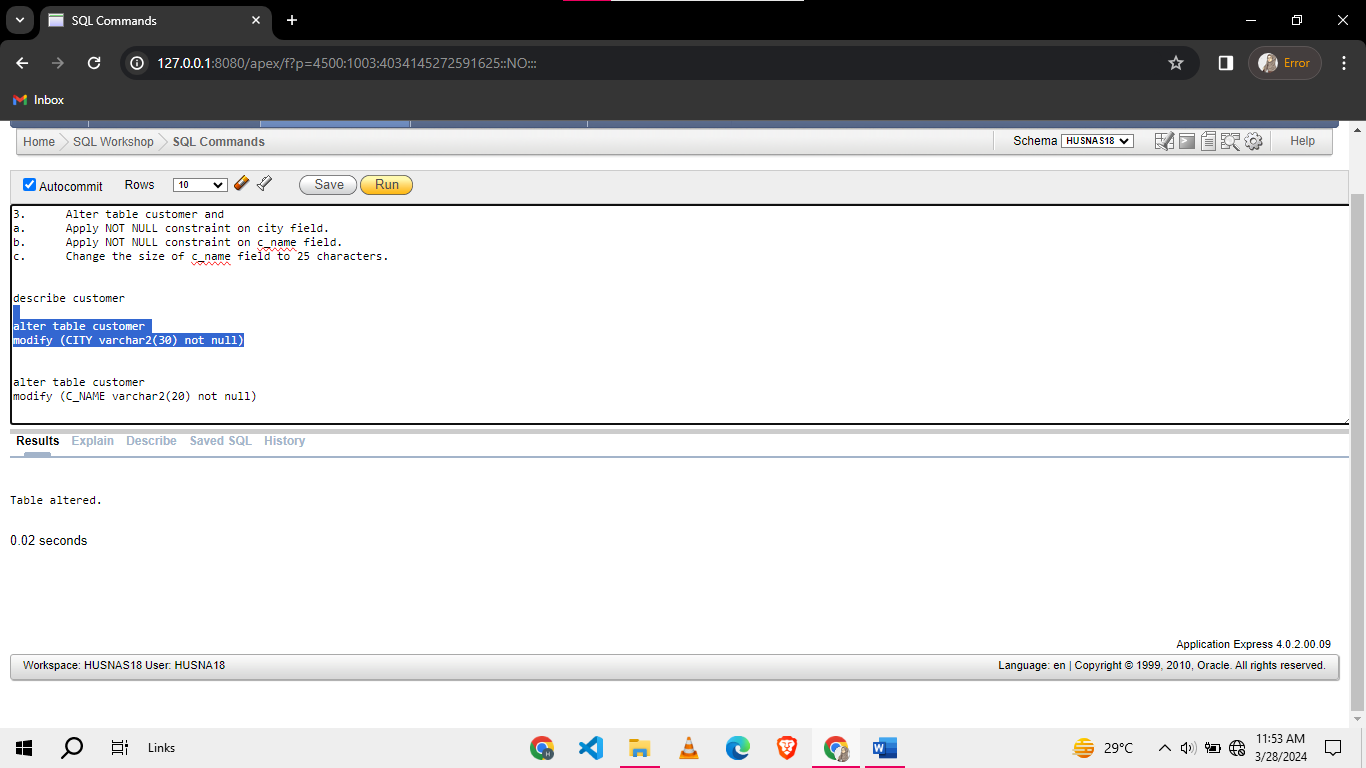 SQL Commands
127.0.0.1:8080/apex/f?p=4500:1003:4034145272591625::NO:::
Error
Inbox
Home SQL Workshop SQL Commands
Schema HUSNAS18 Help
Autocommit Rows 10 Save Run
3. Alter table customer and
a. Apply NOT NULL constraint on city field.
b. Apply NOT NULL constraint on c_name field.
c. Change the size of c_name field to 25 characters.
describe customer
alter table customer
modify (CITY varchar2(30) not null)
alter table customer
modify (C_NAME varchar2(20) not null)
Results Explain Describe Saved SQL History
Table altered.
0.02 seconds
Application Express 4.0.2.00.09
Workspace: HUSNAS18 User: HUSNA18
Language: en | Copyright © 1999, 2010, Oracle. All rights reserved.
Links
29°C
11:53 AM
3/28/2024